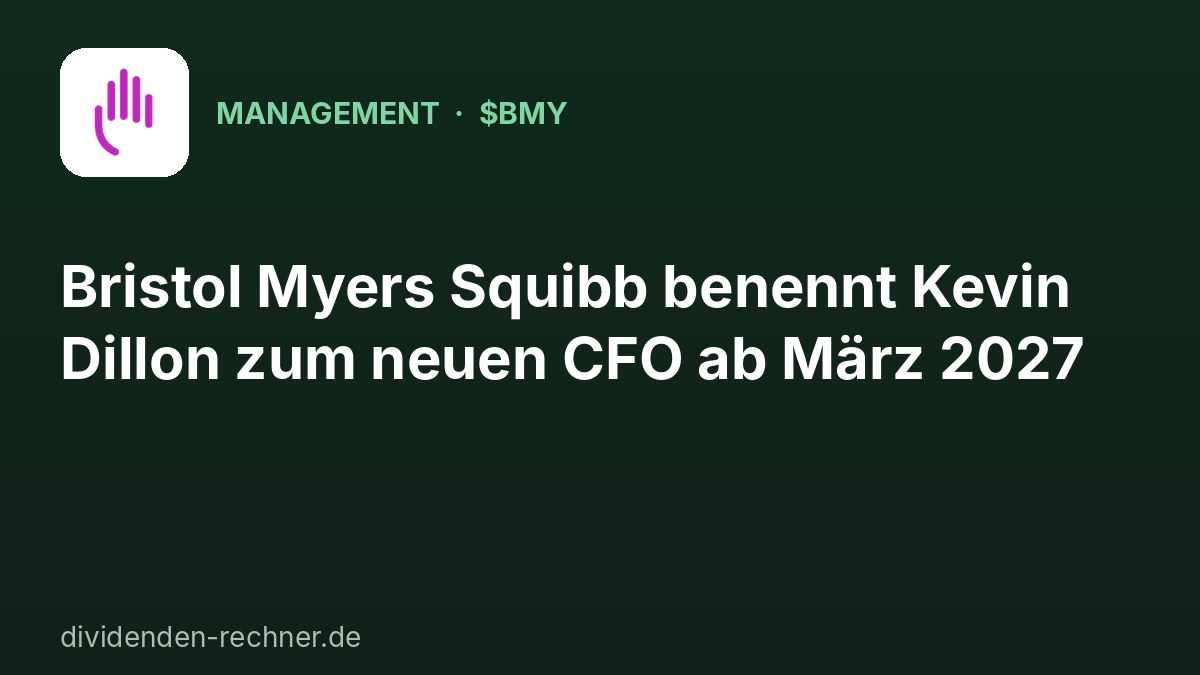 MANAGEMENT · $BMY
Bristol Myers Squibb benennt Kevin
Dillon zum neuen CFO ab März 2027
dividenden-rechner.de